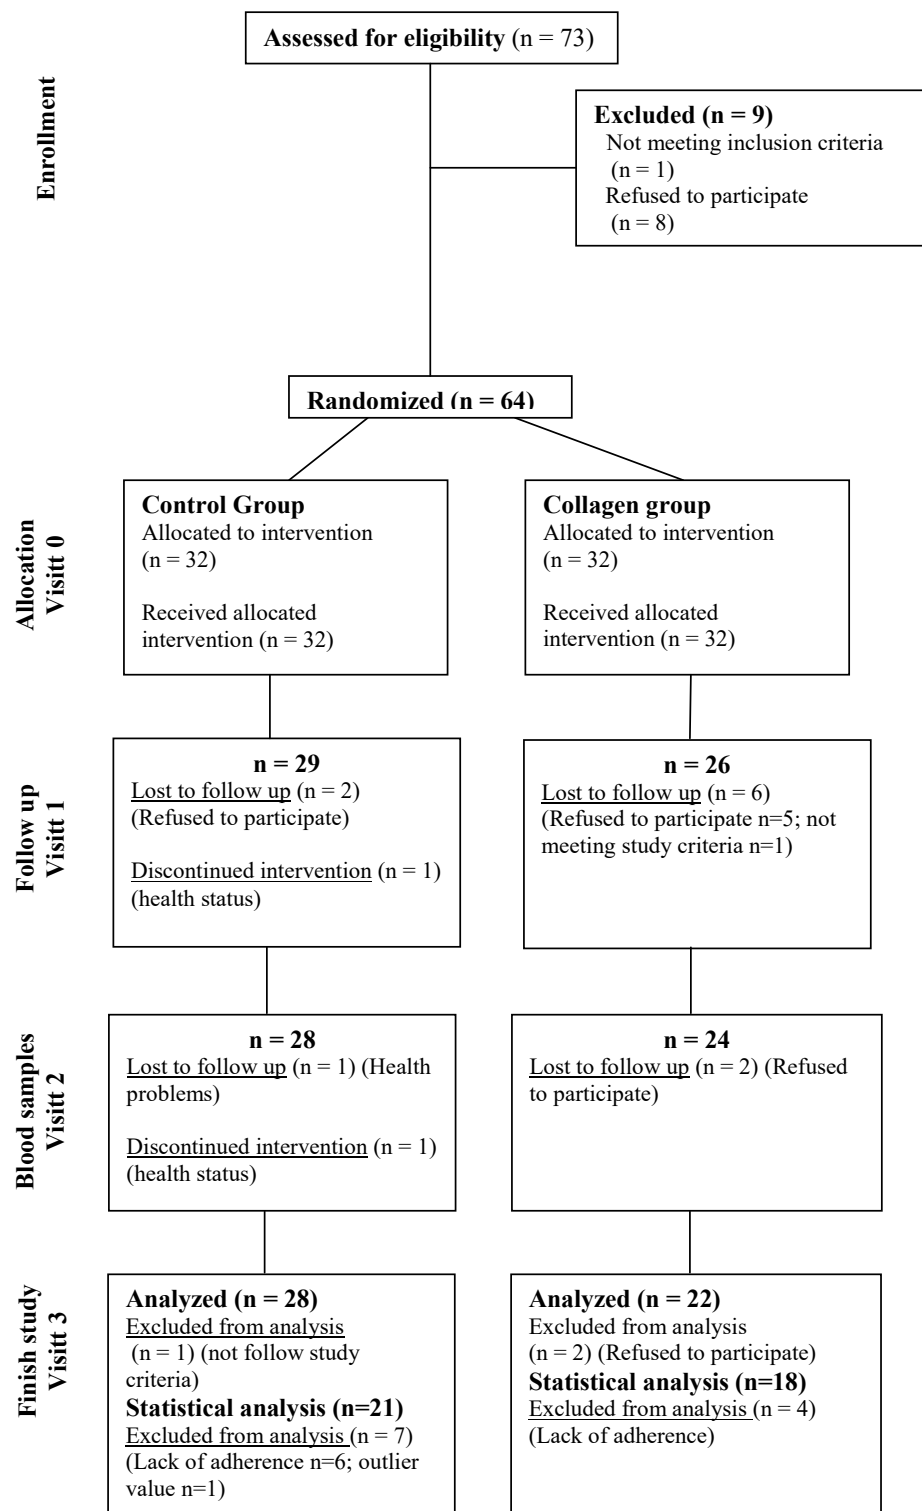 Assessed for eligibility (n = 73)
Enrollment
Excluded (n = 9)
Not meeting inclusion criteria
(n = 1)
Refused to participate
(n = 8)
Randomized (n = 64)
Allocation
Visitt 0
Control Group
Allocated to intervention
(n = 32)
Received allocated
intervention (n = 32)
Collagen group
Allocated to intervention
(n = 32)
Received allocated
intervention (n = 32)
Follow up
Visitt 1
n = 29
Lost to follow up (n = 2)
(Refused to participate)
Discontinued intervention (n = 1)
(health status)
n = 26
Lost to follow up (n = 6)
(Refused to participate n=5; not
meeting study criteria n=1)
Blood samples
Visitt 2
n = 28
Lost to follow up (n = 1) (Health
problems)
Discontinued intervention (n = 1)
(health status)
n = 24
Lost to follow up (n = 2) (Refused
to participate)
Finish study
Visitt 3
Analyzed (n = 28)
Excluded from analysis
(n = 1) (not follow study
criteria)
Statistical analysis (n=21)
Excluded from analysis (n = 7)
(Lack of adherence n=6; outlier
value n=1)
Analyzed (n = 22)
Excluded from analysis
(n = 2) (Refused to participate)
Statistical analysis (n=18)
Excluded from analysis (n = 4)
(Lack of adherence)